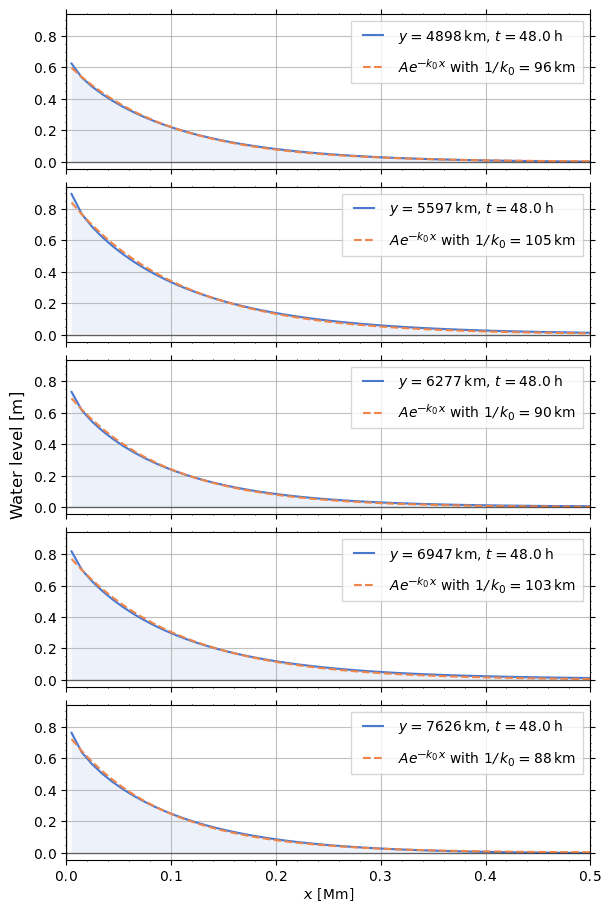 0.8
0.6
0.4
0.2
0.0
y = 4898 km, t = 48.0 h
Ae^{-k_0 x} with 1/k_0 = 96 km
0.8
0.6
0.4
0.2
0.0
y = 5597 km, t = 48.0 h
Ae^{-k_0 x} with 1/k_0 = 105 km
Water level [m]
0.8
0.6
0.4
0.2
0.0
y = 6277 km, t = 48.0 h
Ae^{-k_0 x} with 1/k_0 = 90 km
0.8
0.6
0.4
0.2
0.0
y = 6947 km, t = 48.0 h
Ae^{-k_0 x} with 1/k_0 = 103 km
0.8
0.6
0.4
0.2
0.0
y = 7626 km, t = 48.0 h
Ae^{-k_0 x} with 1/k_0 = 88 km
0.0 0.1 0.2 0.3 0.4 0.5
x [Mm]